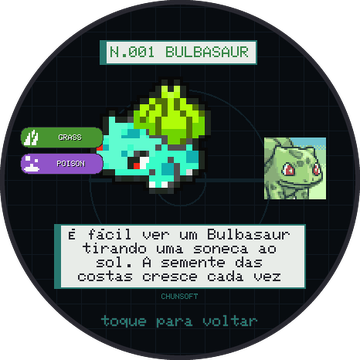 N.001 BULBASAUR
GRASS
POISON
É fácil ver um Bulbasaur
tirando uma soneca ao
sol. A semente das
costas cresce cada vez
CHUNSOFT
toque para voltar